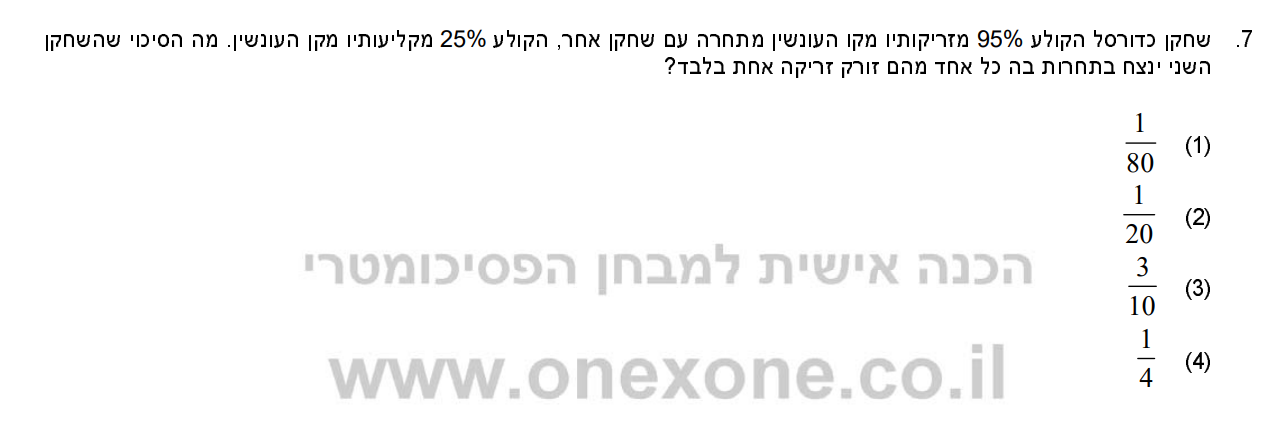 7. שחקן כדורסל הקולע 95% מזריקותיו מקו העונשין מתחרה עם שחקן אחר, הקולע 25% מקליעותיו מקן העונשין. מה הסיכוי שהשחקן
השני ינצח בתחרות בה כל אחד מהם זורק זריקה אחת בלבד?
(1) 1/80
(2) 1/20
(3) 3/10
(4) 1/4
הכנה אישית למבחן הפסיכומטרי
www.onexone.co.il